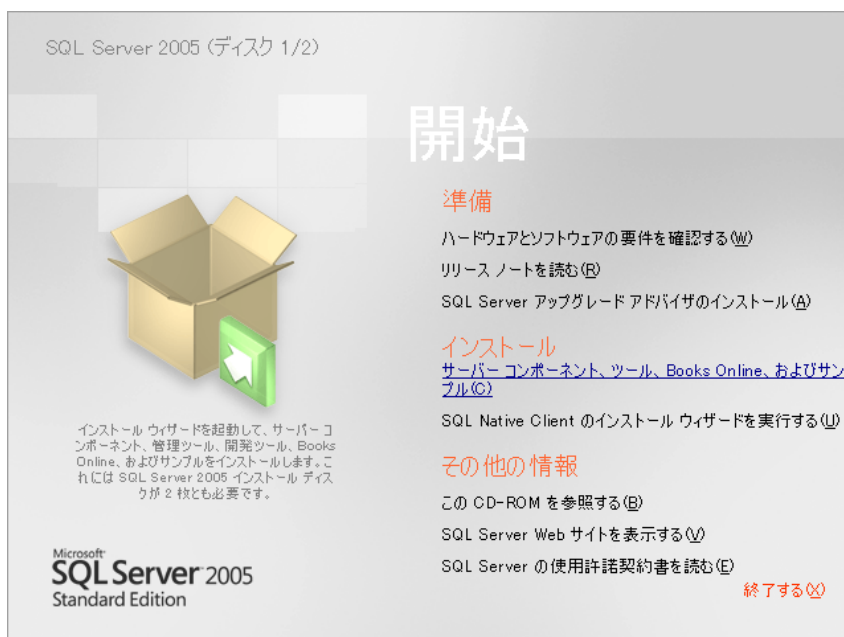 SQL Server 2005 (ディスク 1/2)
開始
準備
ハードウェアとソフトウェアの要件を確認する(W)
リリース ノートを読む(R)
SQL Server アップグレード アドバイザのインストール(A)
インストール
サーバー コンポーネント、ツール、Books Online、およびサン
プル(C)
SQL Native Client のインストール ウィザードを実行する(U)
その他の情報
この CD-ROM を参照する(B)
SQL Server Web サイトを表示する(V)
SQL Server の使用許諾契約書を読む(E)
終了する(X)
インストール ウィザードを起動して、サーバー コ
ンポーネント、管理ツール、開発ツール、Books
Online、およびサンプルをインストールします。こ
れには SQL Server 2005 インストール ディス
クが 2 枚とも必要です。
Microsoft
SQL Server 2005
Standard Edition